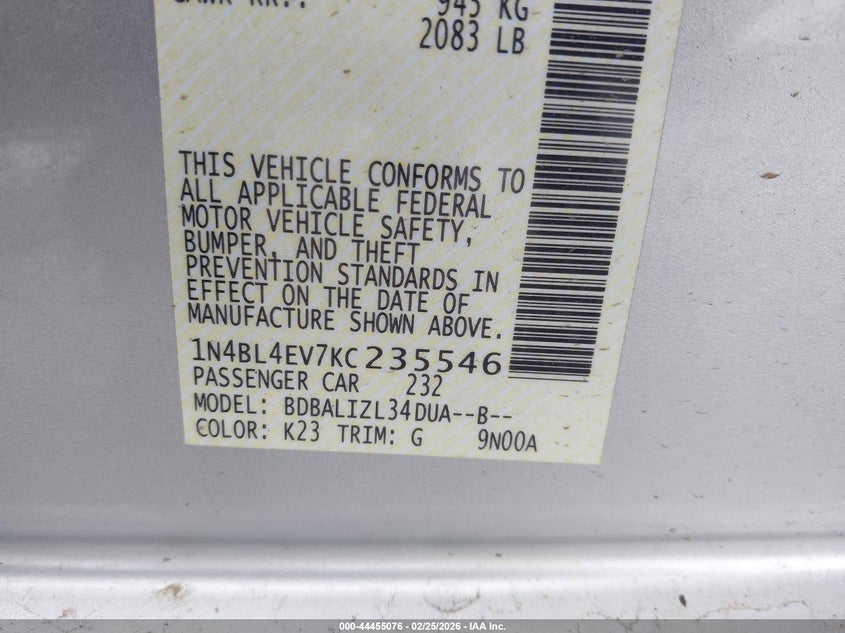 945 KG
2083 LB
THIS VEHICLE CONFORMS TO
ALL APPLICABLE FEDERAL
MOTOR VEHICLE SAFETY,
BUMPER, AND THEFT
PREVENTION STANDARDS IN
EFFECT ON THE DATE OF
MANUFACTURE SHOWN ABOVE.
1N4BL4EV7KC235546
PASSENGER CAR 232
MODEL: BDBALIZL34DUA--B--
COLOR: K23 TRIM: G 9N00A
000-44455076 - 02/25/2026 - IAA Inc.